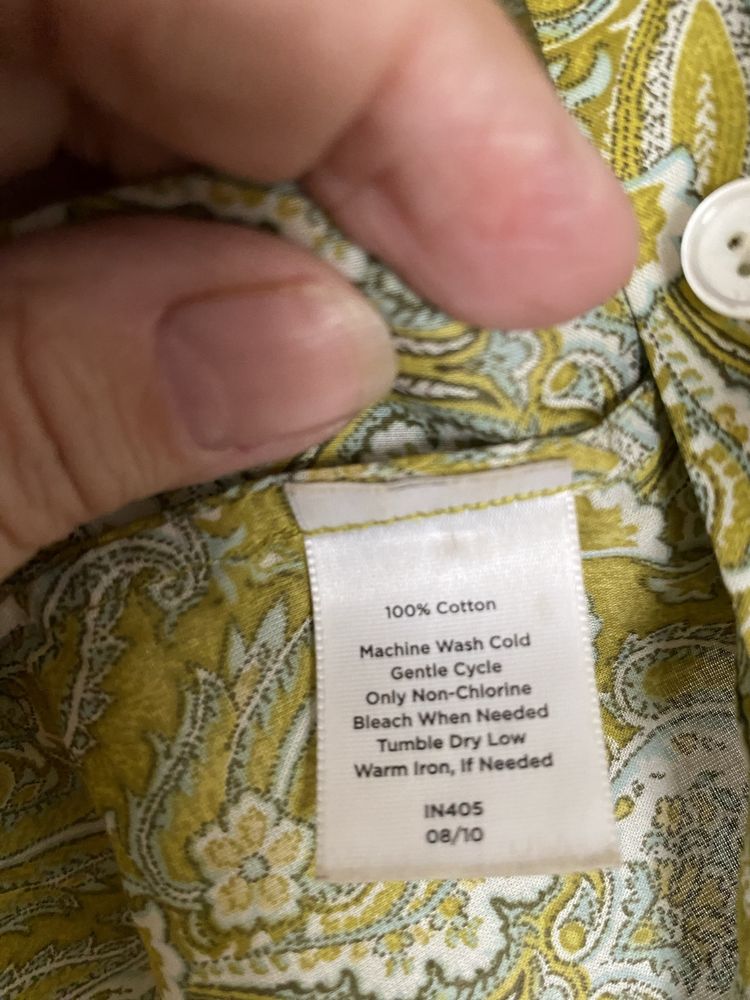 100% Cotton
Machine Wash Cold
Gentle Cycle
Only Non-Chlorine
Bleach When Needed
Tumble Dry Low
Warm Iron, If Needed
IN405
08/10